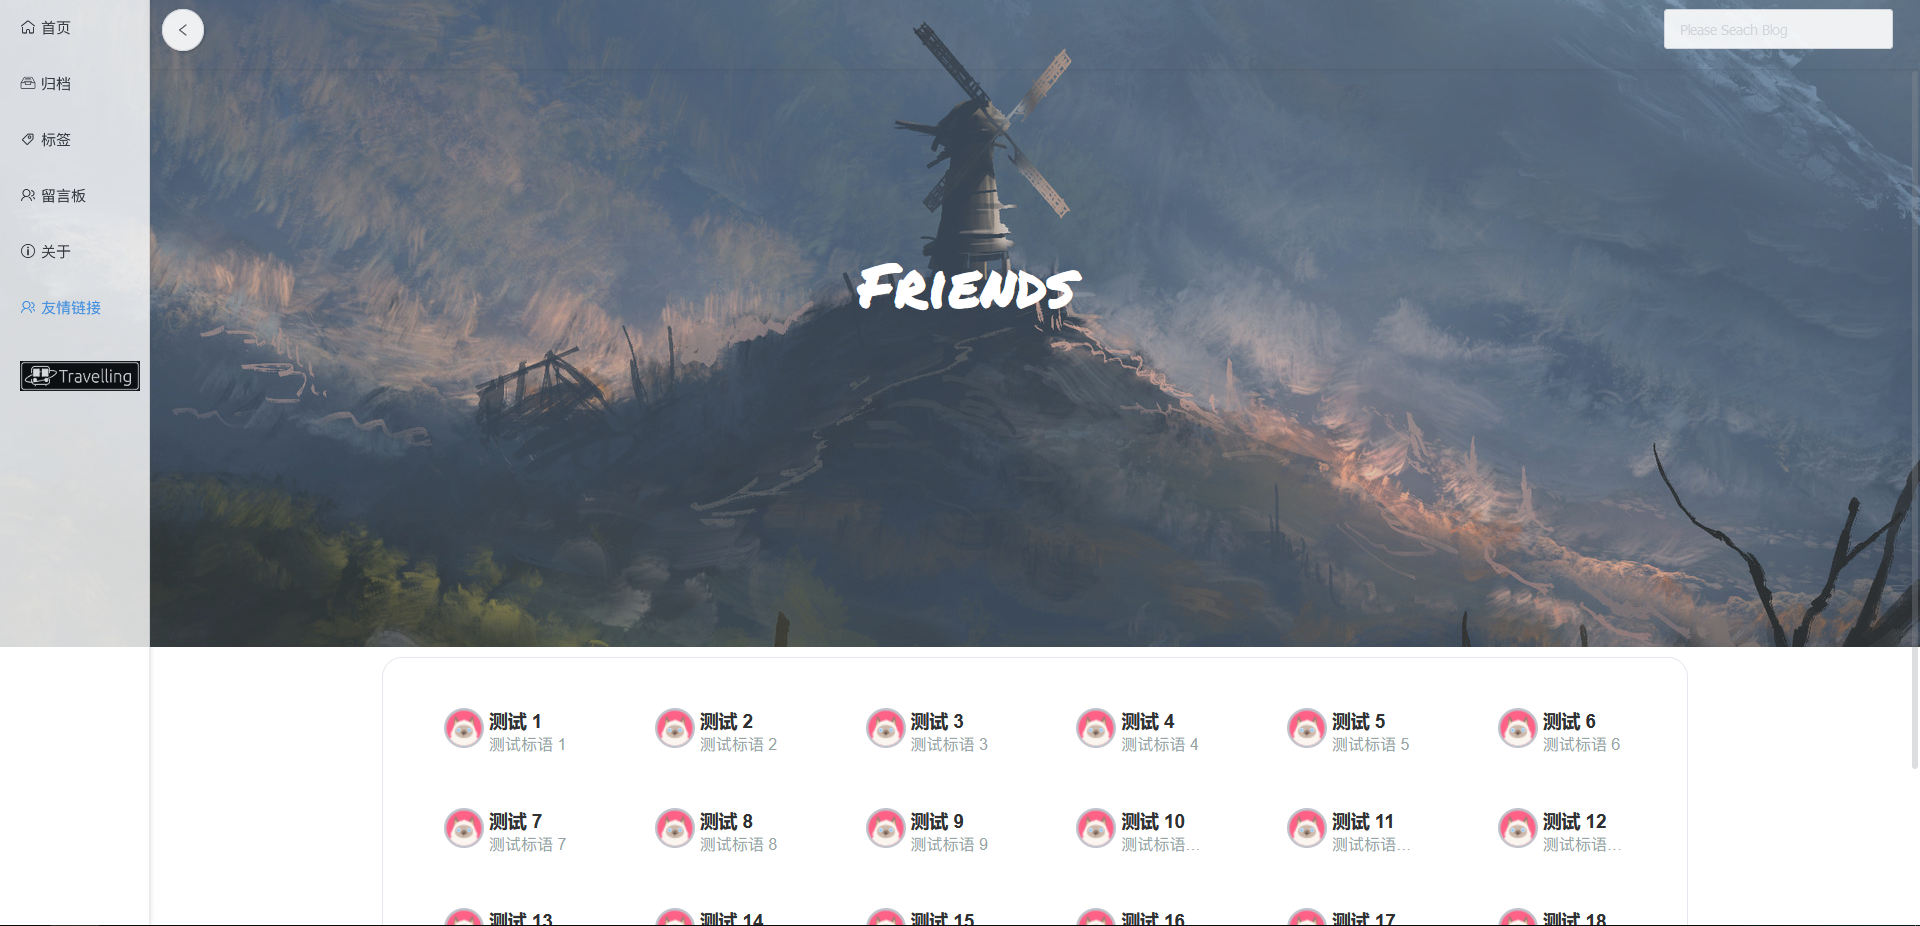 首页
归档
标签
留言板
关于
友情链接
Travelling
Please Seach Blog
Friends
测试 1
测试标语 1
测试 2
测试标语 2
测试 3
测试标语 3
测试 4
测试标语 4
测试 5
测试标语 5
测试 6
测试标语 6
测试 7
测试标语 7
测试 8
测试标语 8
测试 9
测试标语 9
测试 10
测试标语...
测试 11
测试标语...
测试 12
测试标语...
测试 13
测试 14
测试 15
测试 16
测试 17
测试 18